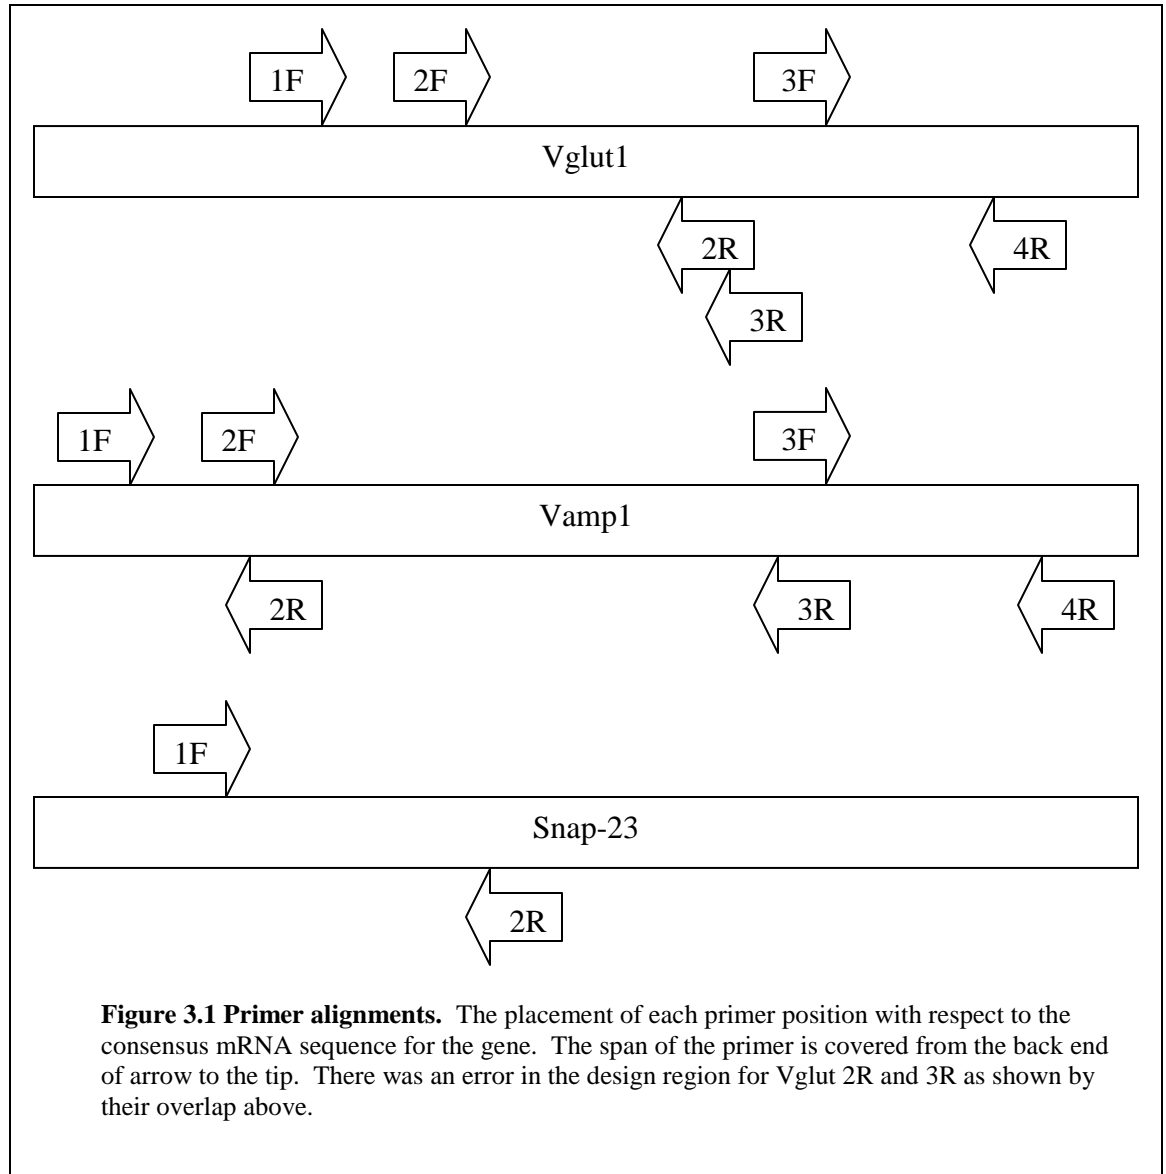 1F 2F 3F
Vglut1
2R 4R
3R
1F 2F 3F
Vamp1
2R 3R 4R
1F
Snap-23
2R
Figure 3.1 Primer alignments. The placement of each primer position with respect to the
consensus mRNA sequence for the gene. The span of the primer is covered from the back end
of arrow to the tip. There was an error in the design region for Vglut 2R and 3R as shown by
their overlap above.